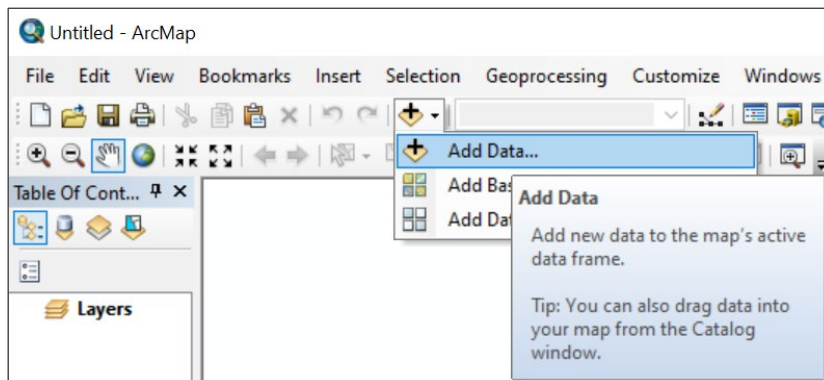 Untitled - ArcMap
File Edit View Bookmarks Insert Selection Geoprocessing Customize Windows
Add Data...
Table Of Cont...
Add
Add
Add Data
Add new data to the map's active
data frame.
Tip: You can also drag data into
your map from the Catalog
window.
Layers